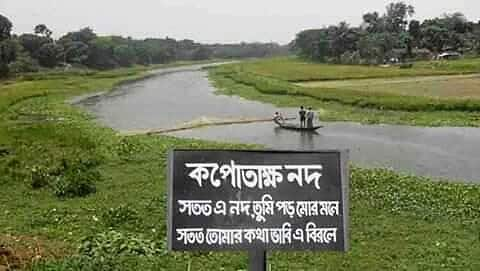 কপোতাক্ষ নদ
সতত এ নদ, তুমি পড় মোর মনে
সতত তোমার কথা ভাবি এ বিরলে